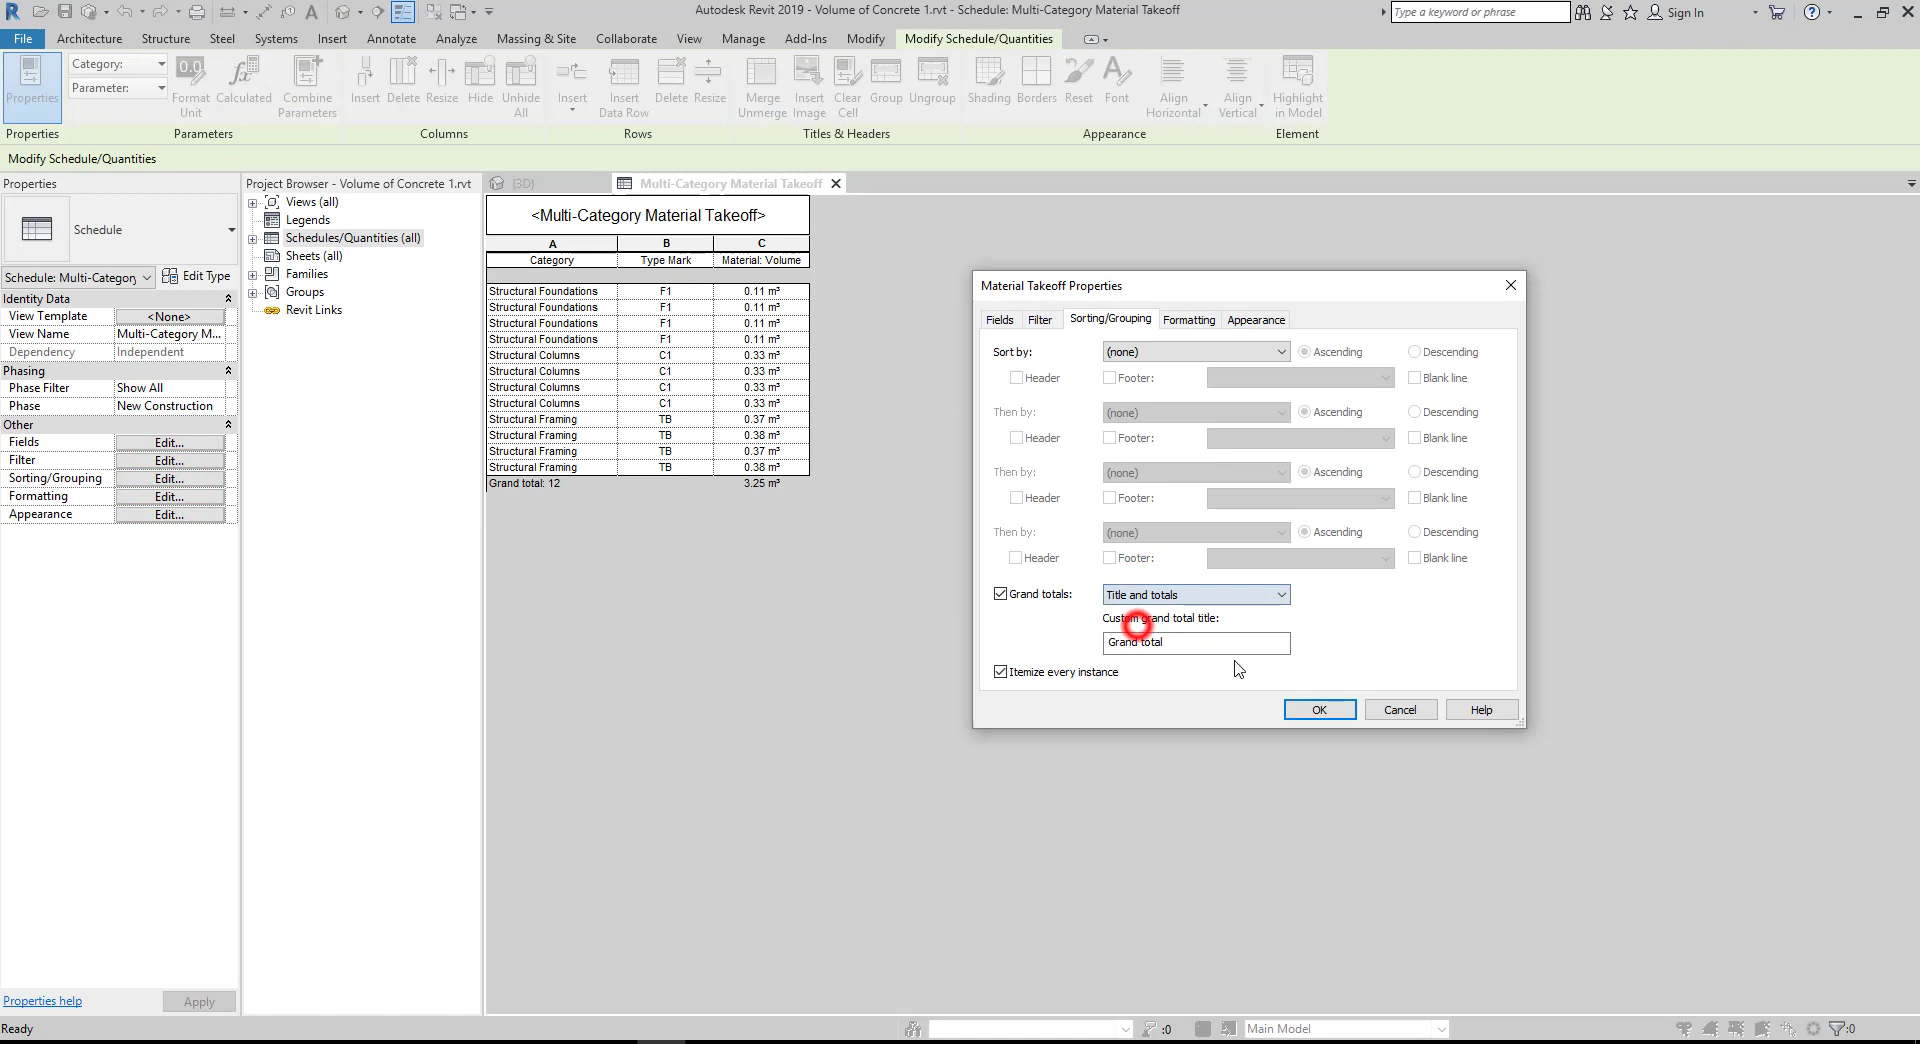 Autodesk Revit 2019 - Volume of Concrete 1.rvt - Schedule: Multi-Category Material Takeoff
Type a keyword or phrase
Sign In
File Architecture Structure Steel Systems Insert Annotate Analyze Massing & Site Collaborate View Manage Add-Ins Modify Modify Schedule/Quantities
Properties
Category:
Parameter:
Format Unit
Calculated
Combine Parameters
Insert Delete Resize Hide Unhide All
Insert Insert Data Row Delete Resize
Merge Unmerge Insert Image Clear Cell Group Ungroup
Shading Borders Reset Font Align Horizontal Align Vertical
Highlight in Model
Properties Parameters Columns Rows Titles & Headers Appearance Element
Modify Schedule/Quantities
Properties
Schedule
Schedule: Multi-Category
Edit Type
Identity Data
View Template <None>
View Name Multi-Category M...
Dependency Independent
Phasing
Phase Filter Show All
Phase New Construction
Other
Fields Edit...
Filter Edit...
Sorting/Grouping Edit...
Formatting Edit...
Appearance Edit...
Properties help
Apply
Project Browser - Volume of Concrete 1.rvt
Views (all)
Legends
Schedules/Quantities (all)
Sheets (all)
Families
Groups
Revit Links
{3D}
Multi-Category Material Takeoff
<Multi-Category Material Takeoff>
A B C
Category Type Mark Material: Volume
Structural Foundations F1 0.11 m³
Structural Foundations F1 0.11 m³
Structural Foundations F1 0.11 m³
Structural Foundations F1 0.11 m³
Structural Columns C1 0.33 m³
Structural Columns C1 0.33 m³
Structural Columns C1 0.33 m³
Structural Columns C1 0.33 m³
Structural Framing TB 0.37 m³
Structural Framing TB 0.38 m³
Structural Framing TB 0.37 m³
Structural Framing TB 0.38 m³
Grand total: 12 3.25 m³
Material Takeoff Properties
Fields Filter Sorting/Grouping Formatting Appearance
Sort by: (none) Ascending Descending
Header Footer: Blank line
Then by: (none) Ascending Descending
Header Footer: Blank line
Then by: (none) Ascending Descending
Header Footer: Blank line
Then by: (none) Ascending Descending
Header Footer: Blank line
Grand totals: Title and totals
Custom grand total title:
Grand total
Itemize every instance
OK Cancel Help
Ready
:0
Main Model
:0